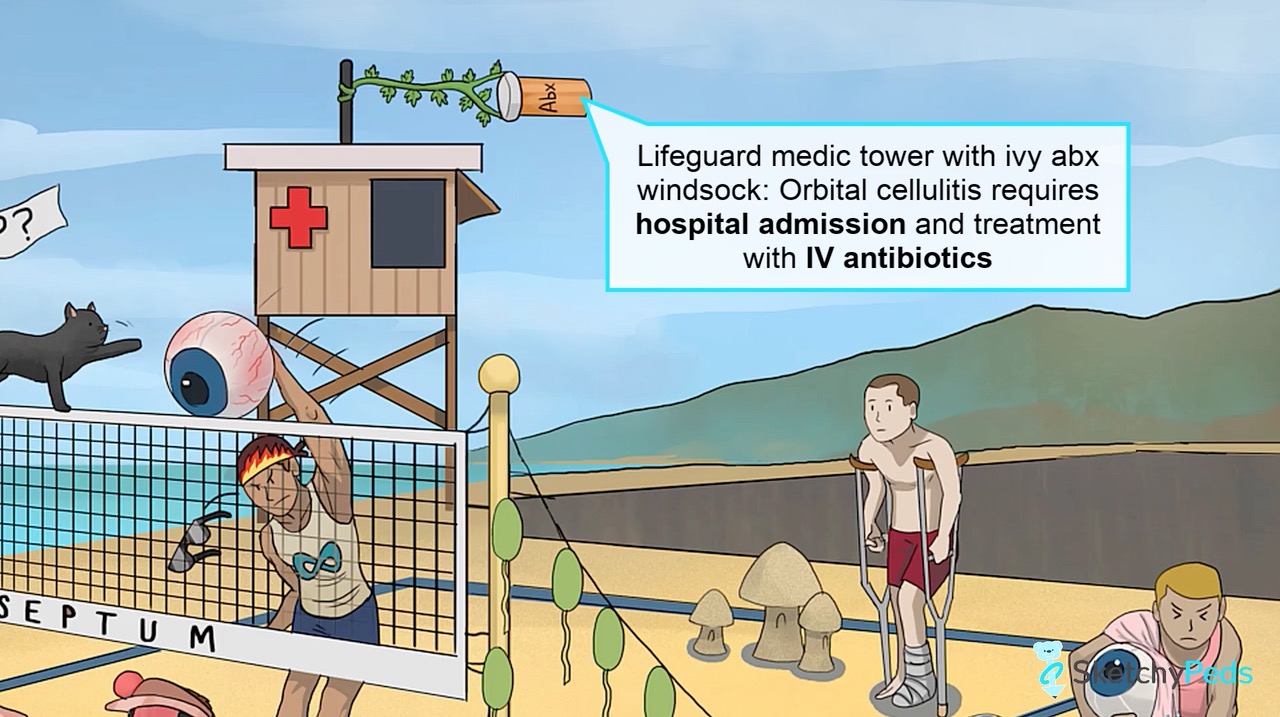 Abx
Lifeguard medic tower with ivy abx
windsock: Orbital cellulitis requires
hospital admission and treatment
with IV antibiotics
??
SEPTUM
SketchyPeds